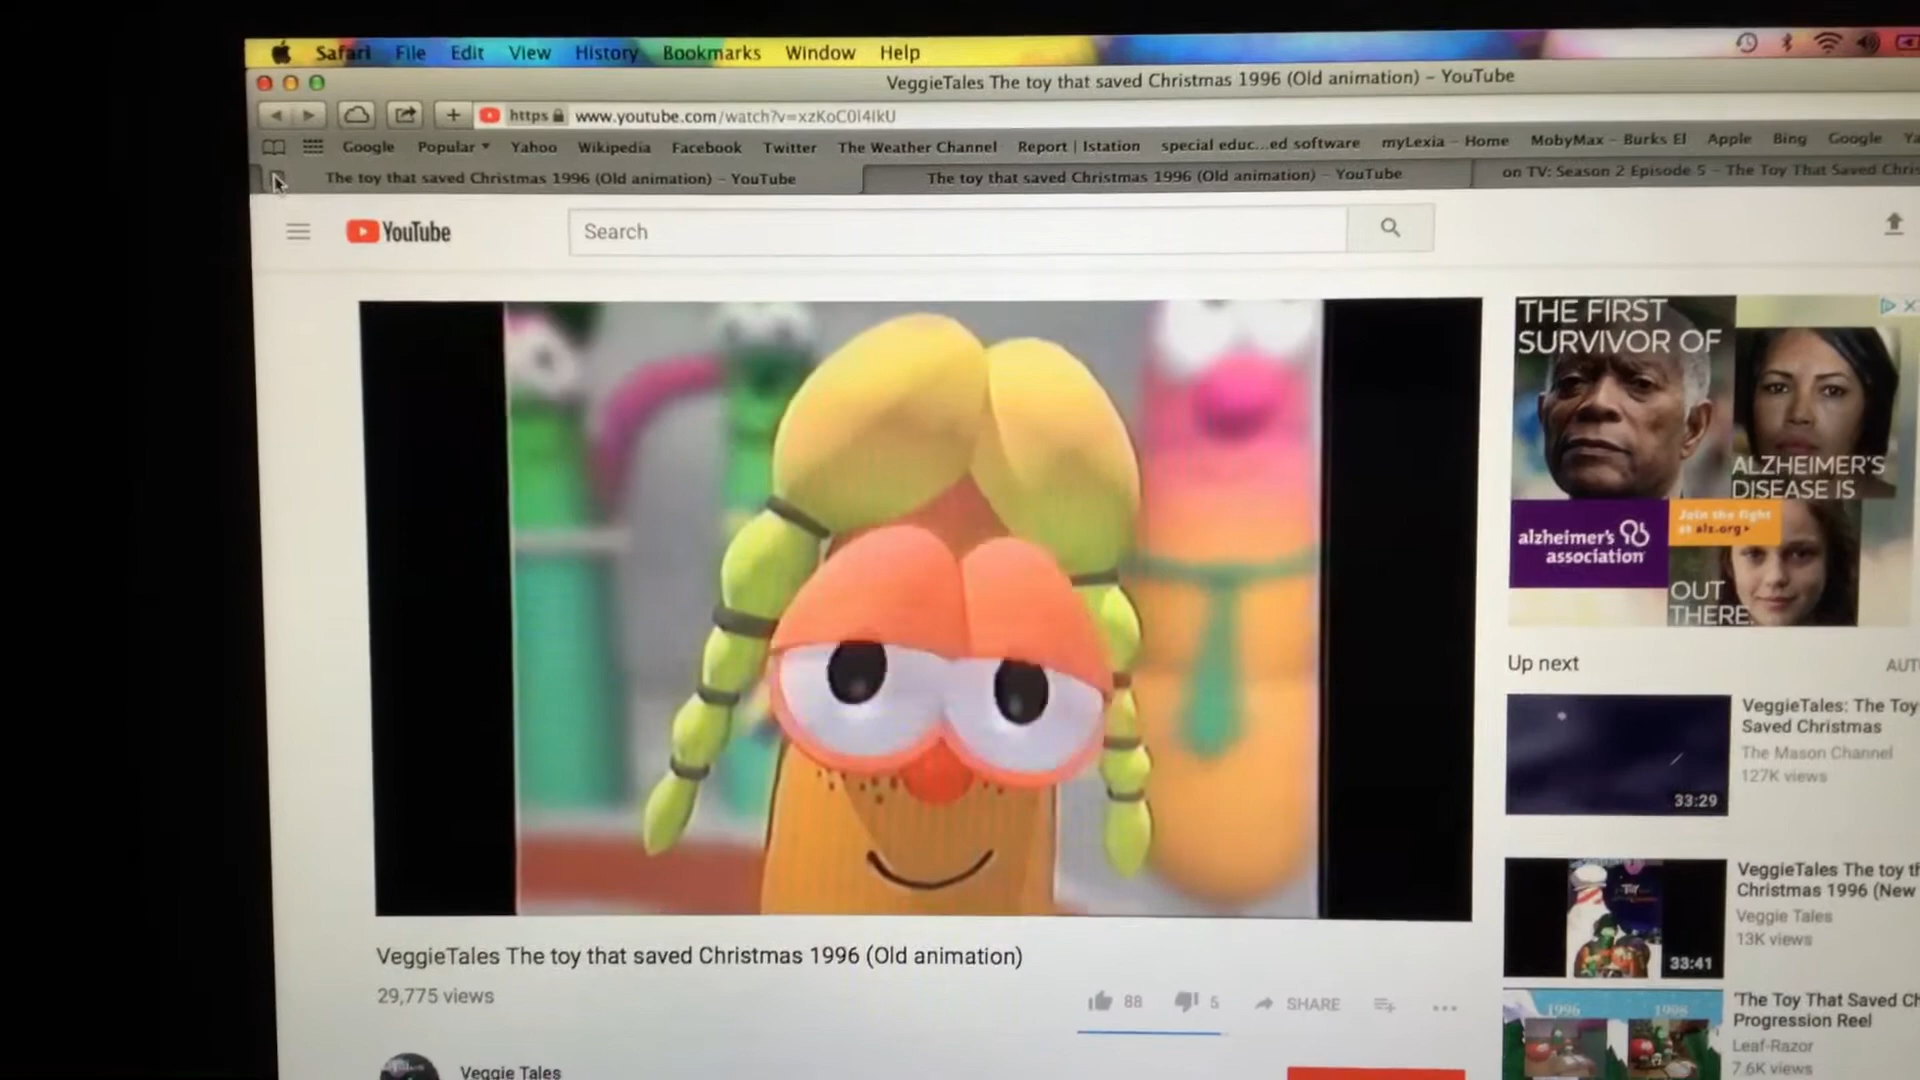 Safari File Edit View History Bookmarks Window Help
VeggieTales The toy that saved Christmas 1996 (Old animation) – YouTube
https www.youtube.com/watch?v=xzKoC0l4IkU
Google Popular Yahoo Wikipedia Facebook Twitter The Weather Channel Report | Istation special educ...ed software myLexia – Home MobyMax – Burks El Apple Bing Google
The toy that saved Christmas 1996 (Old animation) – YouTube
The toy that saved Christmas 1996 (Old animation) – YouTube
on TV: Season 2 Episode 5 – The Toy That Saved Chris
YouTube
Search
THE FIRST
SURVIVOR OF
ALZHEIMER'S
DISEASE IS
alzheimer's
association
Join the fight
at alz.org
OUT
THERE.
Up next
AUT
VeggieTales: The Toy
Saved Christmas
The Mason Channel
127K views
33:29
VeggieTales The toy th
Christmas 1996 (New
Veggie Tales
13K views
33:41
'The Toy That Saved Ch
Progression Reel
Leaf-Razor
7.6K views
1996 1998
VeggieTales The toy that saved Christmas 1996 (Old animation)
29,775 views
88 5 SHARE
Veggie Tales